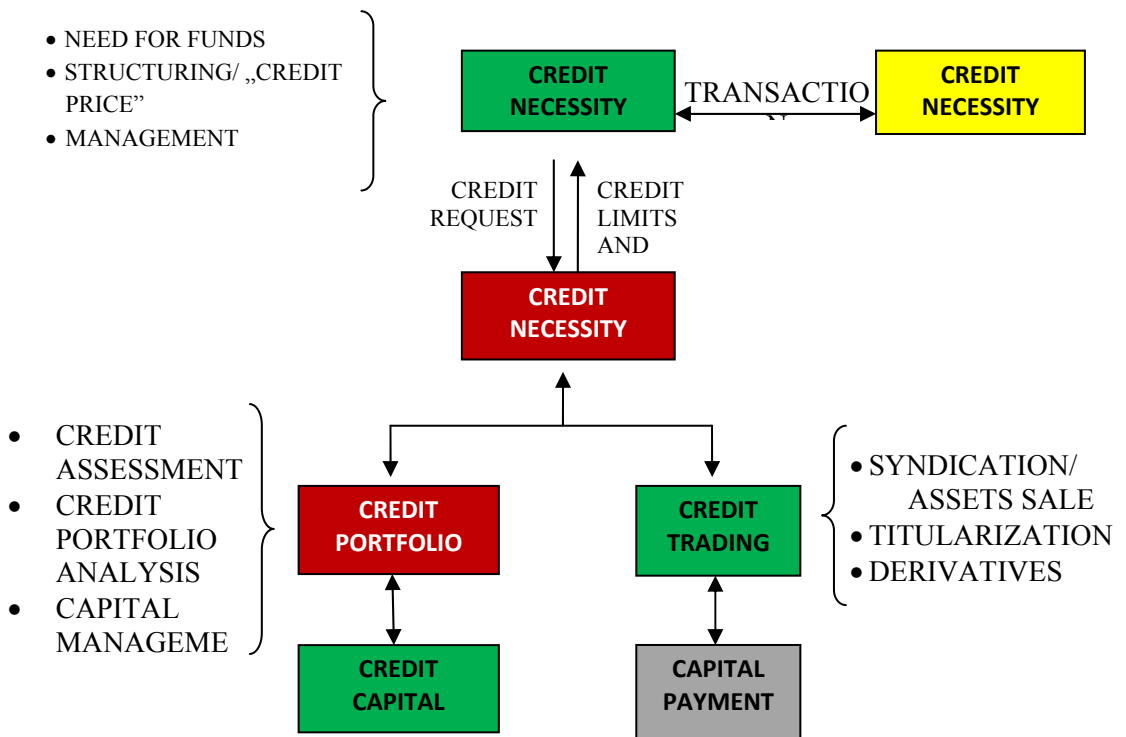 • NEED FOR FUNDS
• STRUCTURING/ „CREDIT
PRICE”
• MANAGEMENT
CREDIT
NECESSITY
TRANSACTIO
CREDIT
NECESSITY
CREDIT
REQUEST
CREDIT
LIMITS
AND
CREDIT
NECESSITY
• CREDIT
ASSESSMENT
• CREDIT
PORTFOLIO
ANALYSIS
• CAPITAL
MANAGEME
CREDIT
PORTFOLIO
CREDIT
TRADING
• SYNDICATION/
ASSETS SALE
• TITULARIZATION
• DERIVATIVES
CREDIT
CAPITAL
CAPITAL
PAYMENT